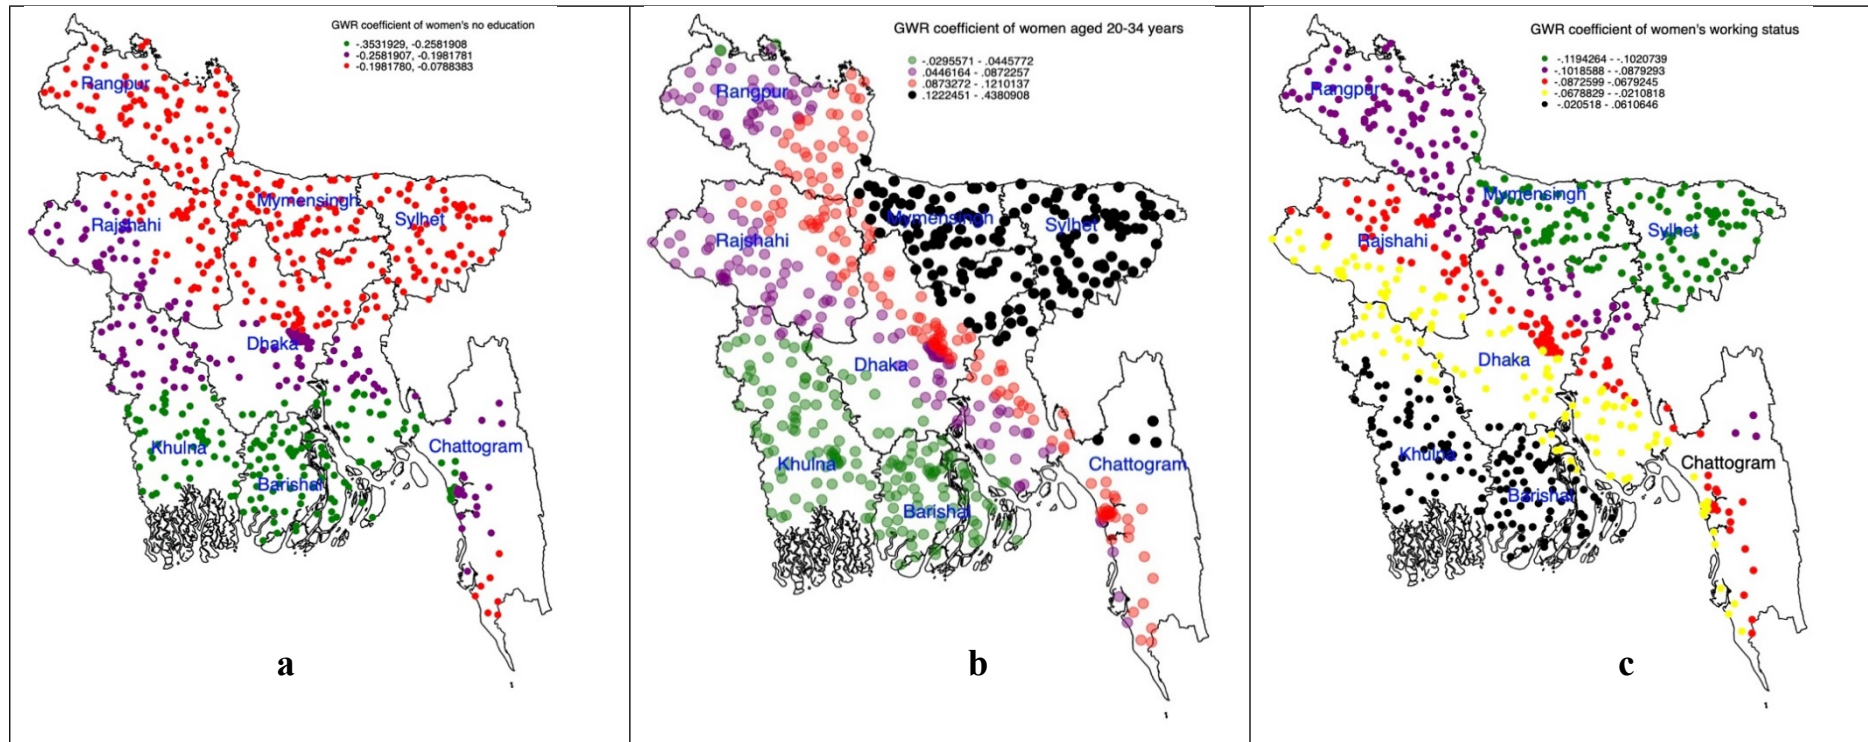 GWR coefficient of women's no education
-.3531929, -0.2581908
-0.2581907, -0.1981781
-0.1981780, -0.0788383
Rangpur
Rajshahi
Mymensingh
Sylhet
Dhaka
Khulna
Barishal
Chattogram
a
GWR coefficient of women aged 20-34 years
-.0295571 - .0445772
.0446164 - .0872257
.0873272 - .1210137
.1222451 - .4380908
Rangpur
Rajshahi
Mymensingh
Sylhet
Dhaka
Khulna
Barishal
Chattogram
b
GWR coefficient of women's working status
-.1194264 - -.1020739
-.1018588 - -.0879293
-.0872599 - -.0679245
-.0678829 - -.0210818
-.020518 - .0610646
Rangpur
Rajshahi
Mymensingh
Sylhet
Dhaka
Khulna
Barishal
Chattogram
c